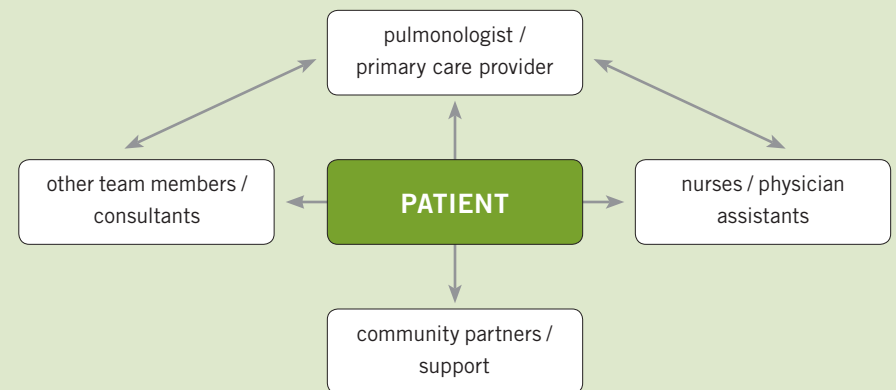 pulmonologist /
primary care provider
other team members /
consultants
PATIENT
nurses / physician
assistants
community partners /
support